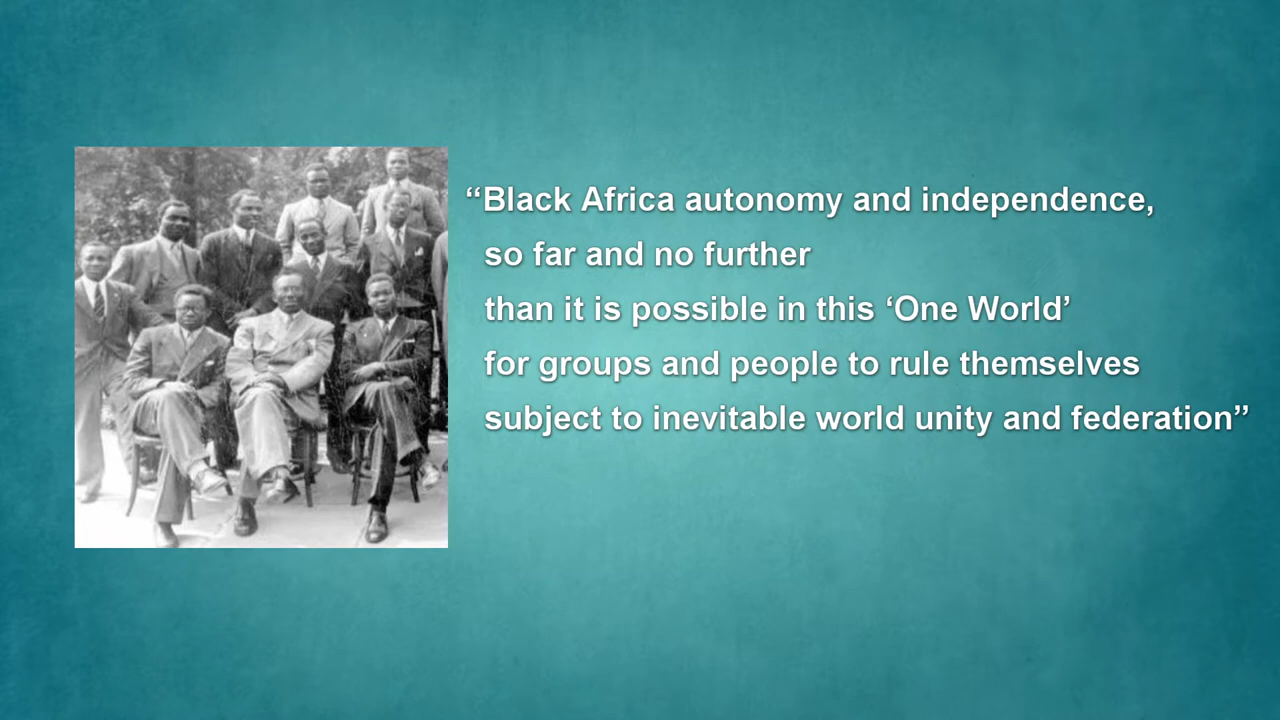 “Black Africa autonomy and independence,
so far and no further
than it is possible in this ‘One World’
for groups and people to rule themselves
subject to inevitable world unity and federation”